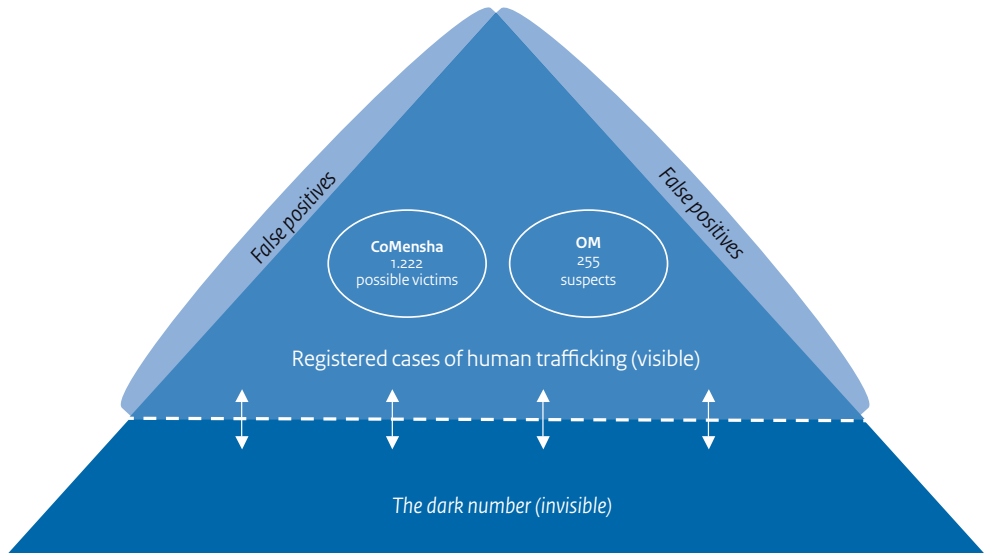 False positives
False positives
CoMensha
1.222
possible victims
OM
255
suspects
Registered cases of human trafficking (visible)
The dark number (invisible)